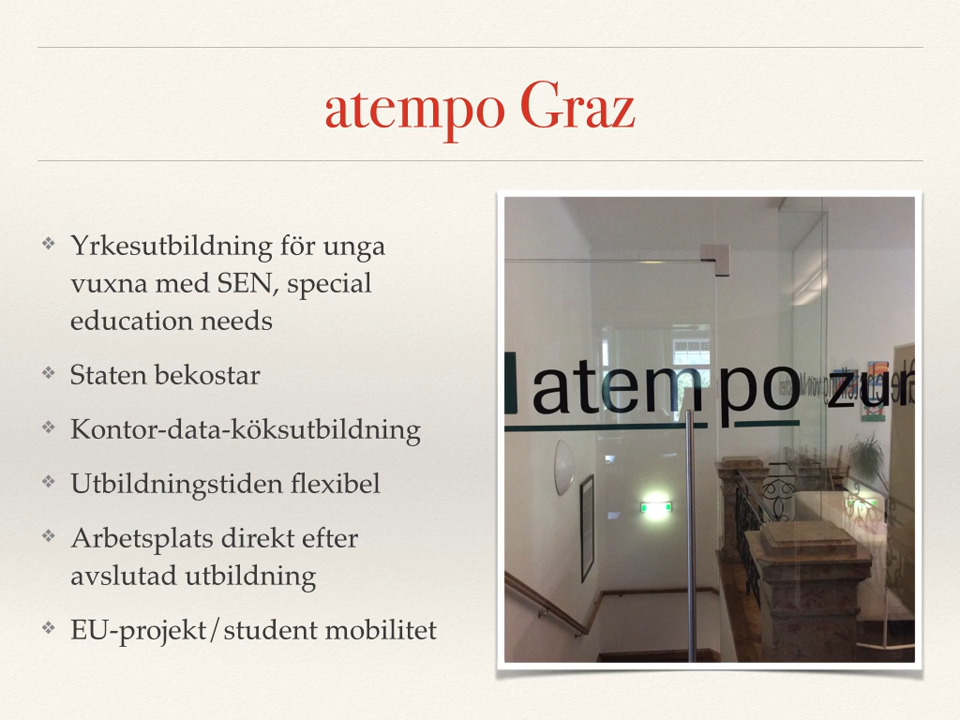 atempo Graz
Yrkesutbildning för unga
vuxna med SEN, special
education needs
Staten bekostar
Kontor-data-köksutbildning
Utbildningstiden flexibel
Arbetsplats direkt efter
avslutad utbildning
EU-projekt/student mobilitet
atempo zur